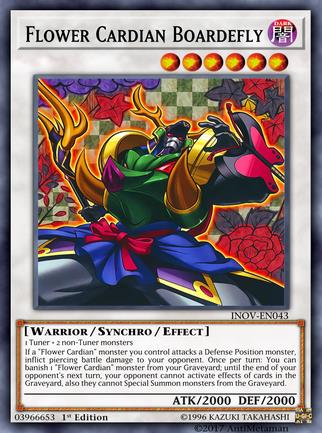 FLOWER CARDIAN BOARDEFLY
DARK
闇
INOV-EN043
[WARRIOR / SYNCHRO / EFFECT]
1 Tuner + 2 non-Tuner monsters
If a "Flower Cardian" monster you control attacks a Defense Position monster,
inflict piercing battle damage to your opponent. Once per turn: You can
banish 1 "Flower Cardian" monster from your Graveyard; until the end of
your opponent's next turn, your opponent cannot activate effects of cards in
the Graveyard, also they cannot Special Summon monsters from the Graveyard.
ATK/2000 DEF/2000
03966653 1st Edition ©1996 KAZUKI TAKAHASHI
©2017 AntiMetaman